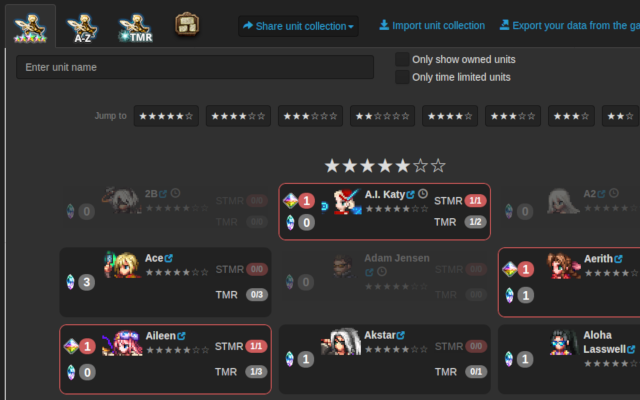 A-Z
TMR
Share unit collection
Import unit collection
Export your data from the ga
Enter unit name
Only show owned units
Only time limited units
Jump to ★★★★★☆☆ ★★★★☆☆ ★★★☆☆☆ ★★☆☆☆☆ ★★★★☆ ★★★☆☆ ★★★☆ ★★☆
★★★★★☆☆
2B
0
★★★★★☆☆
STMR 0/0
TMR 0/0
A.I. Katy
1
0
★★★★★☆☆
STMR 1/1
TMR 1/2
A2
0
★★★★★
Ace
3
★★★★★☆☆
STMR 0/0
TMR 0/3
Adam Jensen
0
★★★★★☆☆
STMR 0/0
TMR 0/0
Aerith
1
1
★★★★★
Aileen
1
0
★★★★★☆☆
STMR 1/1
TMR 1/3
Akstar
1
★★★★★☆☆
STMR 0/0
TMR 0/1
Aloha
Lasswell
1
★★★★★